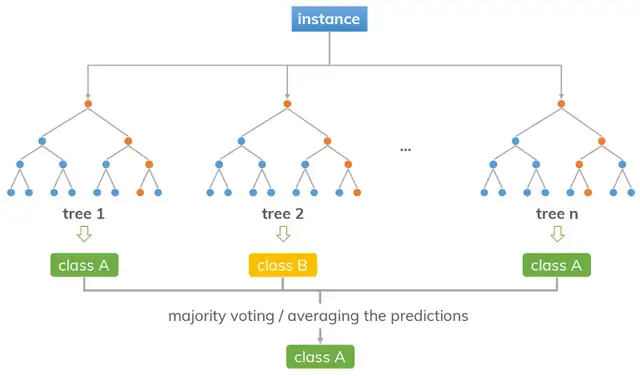 instance
...
tree 1
tree 2
tree n
class A
class B
class A
majority voting / averaging the predictions
class A